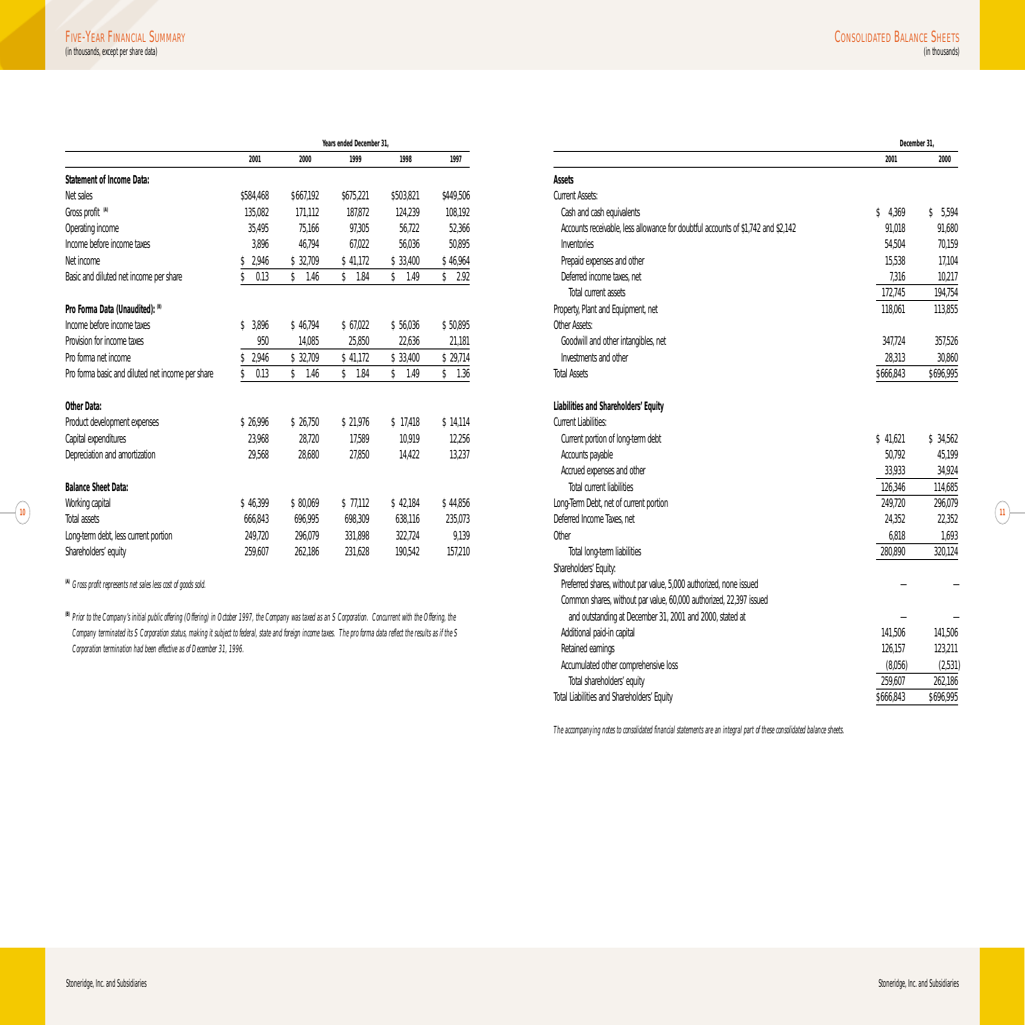 FIVE-YEAR FINANCIAL SUMMARY
(in thousands, except per share data)
Years ended December 31,
2001 2000 1999 1998 1997
Statement of Income Data:
Net sales $584,468 $667,192 $675,221 $503,821 $449,506
Gross profit (A) 135,082 171,112 187,872 124,239 108,192
Operating income 35,495 75,166 97,305 56,722 52,366
Income before income taxes 3,896 46,794 67,022 56,036 50,895
Net income $ 2,946 $ 32,709 $ 41,172 $ 33,400 $ 46,964
Basic and diluted net income per share $ 0.13 $ 1.46 $ 1.84 $ 1.49 $ 2.92
Pro Forma Data (Unaudited): (B)
Income before income taxes $ 3,896 $ 46,794 $ 67,022 $ 56,036 $ 50,895
Provision for income taxes 950 14,085 25,850 22,636 21,181
Pro forma net income $ 2,946 $ 32,709 $ 41,172 $ 33,400 $ 29,714
Pro forma basic and diluted net income per share $ 0.13 $ 1.46 $ 1.84 $ 1.49 $ 1.36
Other Data:
Product development expenses $ 26,996 $ 26,750 $ 21,976 $ 17,418 $ 14,114
Capital expenditures 23,968 28,720 17,589 10,919 12,256
Depreciation and amortization 29,568 28,680 27,850 14,422 13,237
Balance Sheet Data:
Working capital $ 46,399 $ 80,069 $ 77,112 $ 42,184 $ 44,856
Total assets 666,843 696,995 698,309 638,116 235,073
Long-term debt, less current portion 249,720 296,079 331,898 322,724 9,139
Shareholders' equity 259,607 262,186 231,628 190,542 157,210
(A) Gross profit represents net sales less cost of goods sold.
(B) Prior to the Company's initial public offering (Offering) in October 1997, the Company was taxed as an S Corporation. Concurrent with the Offering, the
Company terminated its S Corporation status, making it subject to federal, state and foreign income taxes. The pro forma data reflect the results as if the S
Corporation termination had been effective as of December 31, 1996.
10
Stoneridge, Inc. and Subsidiaries
CONSOLIDATED BALANCE SHEETS
(in thousands)
December 31,
2001 2000
Assets
Current Assets:
Cash and cash equivalents $ 4,369 $ 5,594
Accounts receivable, less allowance for doubtful accounts of $1,742 and $2,142 91,018 91,680
Inventories 54,504 70,159
Prepaid expenses and other 15,538 17,104
Deferred income taxes, net 7,316 10,217
Total current assets 172,745 194,754
Property, Plant and Equipment, net 118,061 113,855
Other Assets:
Goodwill and other intangibles, net 347,724 357,526
Investments and other 28,313 30,860
Total Assets $666,843 $696,995
Liabilities and Shareholders' Equity
Current Liabilities:
Current portion of long-term debt $ 41,621 $ 34,562
Accounts payable 50,792 45,199
Accrued expenses and other 33,933 34,924
Total current liabilities 126,346 114,685
Long-Term Debt, net of current portion 249,720 296,079
Deferred Income Taxes, net 24,352 22,352
Other 6,818 1,693
Total long-term liabilities 280,890 320,124
Shareholders' Equity:
Preferred shares, without par value, 5,000 authorized, none issued — —
Common shares, without par value, 60,000 authorized, 22,397 issued
and outstanding at December 31, 2001 and 2000, stated at — —
Additional paid-in capital 141,506 141,506
Retained earnings 126,157 123,211
Accumulated other comprehensive loss (8,056) (2,531)
Total shareholders' equity 259,607 262,186
Total Liabilities and Shareholders' Equity $666,843 $696,995
The accompanying notes to consolidated financial statements are an integral part of these consolidated balance sheets.
11
Stoneridge, Inc. and Subsidiaries